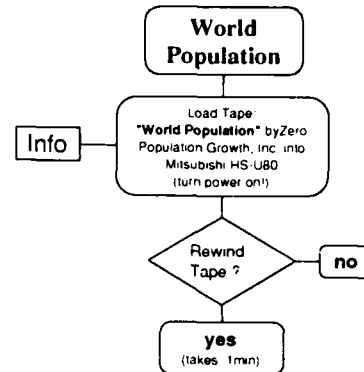 World
Population
Load Tape:
"World Population" byZero
Population Growth, Inc. into
Mitsubishi HS-U80
(turn power on!)
Info
Rewind
Tape ?
no
yes
(takes 1min)